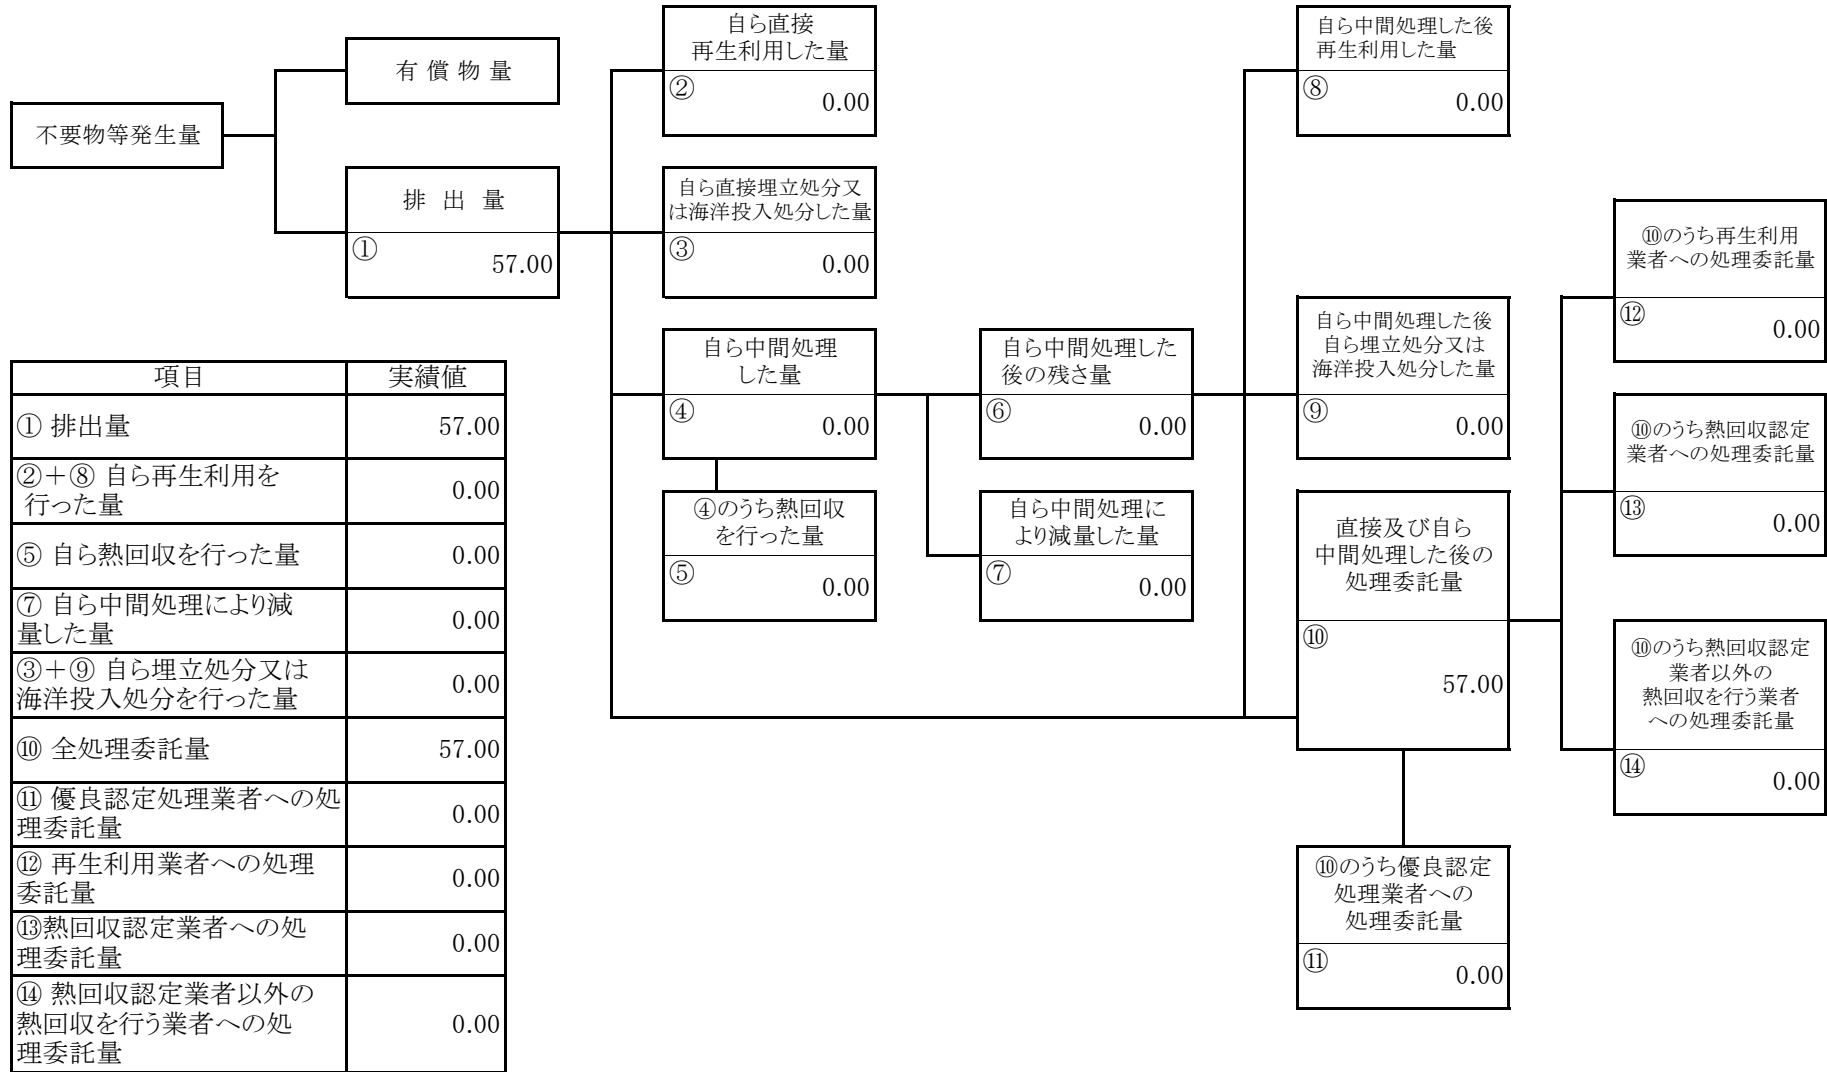 不要物等発生量
有 償 物 量
排 出 量
①
57.00
自ら直接
再生利用した量
②
0.00
自ら直接埋立処分又
は海洋投入処分した量
③
0.00
自ら中間処理
した量
④
0.00
④のうち熱回収
を行った量
⑤
0.00
自ら中間処理した
後の残さ量
⑥
0.00
自ら中間処理に
より減量した量
⑦
0.00
自ら中間処理した後
再生利用した量
⑧
0.00
自ら中間処理した後
自ら埋立処分又は
海洋投入処分した量
⑨
0.00
直接及び自ら
中間処理した後の
処理委託量
⑩
57.00
⑩のうち優良認定
処理業者への
処理委託量
⑪
0.00
⑩のうち再生利用
業者への処理委託量
⑫
0.00
⑩のうち熱回収認定
業者への処理委託量
⑬
0.00
⑩のうち熱回収認定
業者以外の
熱回収を行う業者
への処理委託量
⑭
0.00
項目 実績値
① 排出量 57.00
②＋⑧ 自ら再生利用を
行った量 0.00
⑤ 自ら熱回収を行った量 0.00
⑦ 自ら中間処理により減
量した量 0.00
③＋⑨ 自ら埋立処分又は
海洋投入処分を行った量 0.00
⑩ 全処理委託量 57.00
⑪ 優良認定処理業者への処
理委託量 0.00
⑫ 再生利用業者への処理
委託量 0.00
⑬熱回収認定業者への処
理委託量 0.00
⑭ 熱回収認定業者以外の
熱回収を行う業者への処
理委託量 0.00